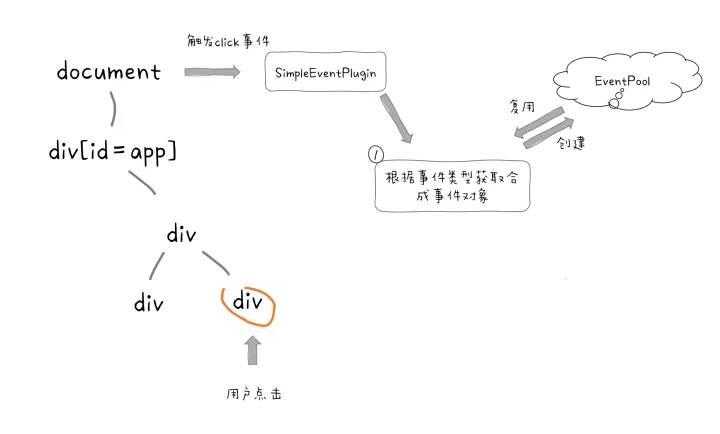 触发click事件
document
SimpleEventPlugin
EventPool
复用
创建
div[id=app]
1
根据事件类型获取合
成事件对象
div
div
div
用户点击